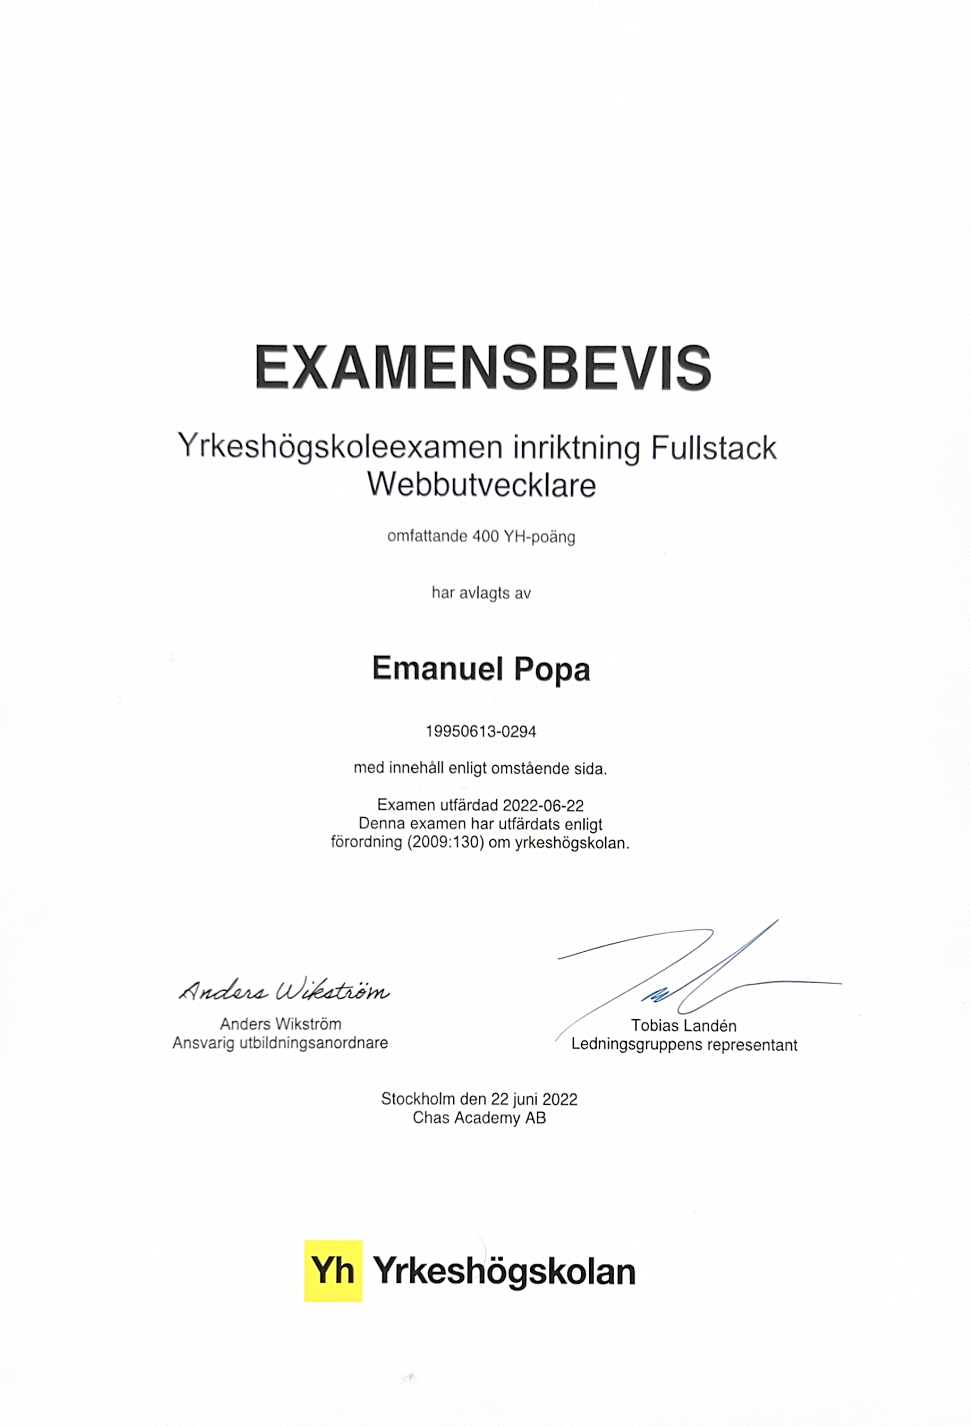 EXAMENSBEVIS
Yrkeshögskoleexamen inriktning Fullstack
Webbutvecklare
omfattande 400 YH-poäng
har avlagts av
Emanuel Popa
19950613-0294
med innehåll enligt omstående sida.
Examen utfärdad 2022-06-22
Denna examen har utfärdats enligt
förordning (2009:130) om yrkeshögskolan.
Anders Wikström
Anders Wikström
Ansvarig utbildningsanordnare
Tobias Landén
Ledningsgruppens representant
Stockholm den 22 juni 2022
Chas Academy AB
Yh Yrkeshögskolan